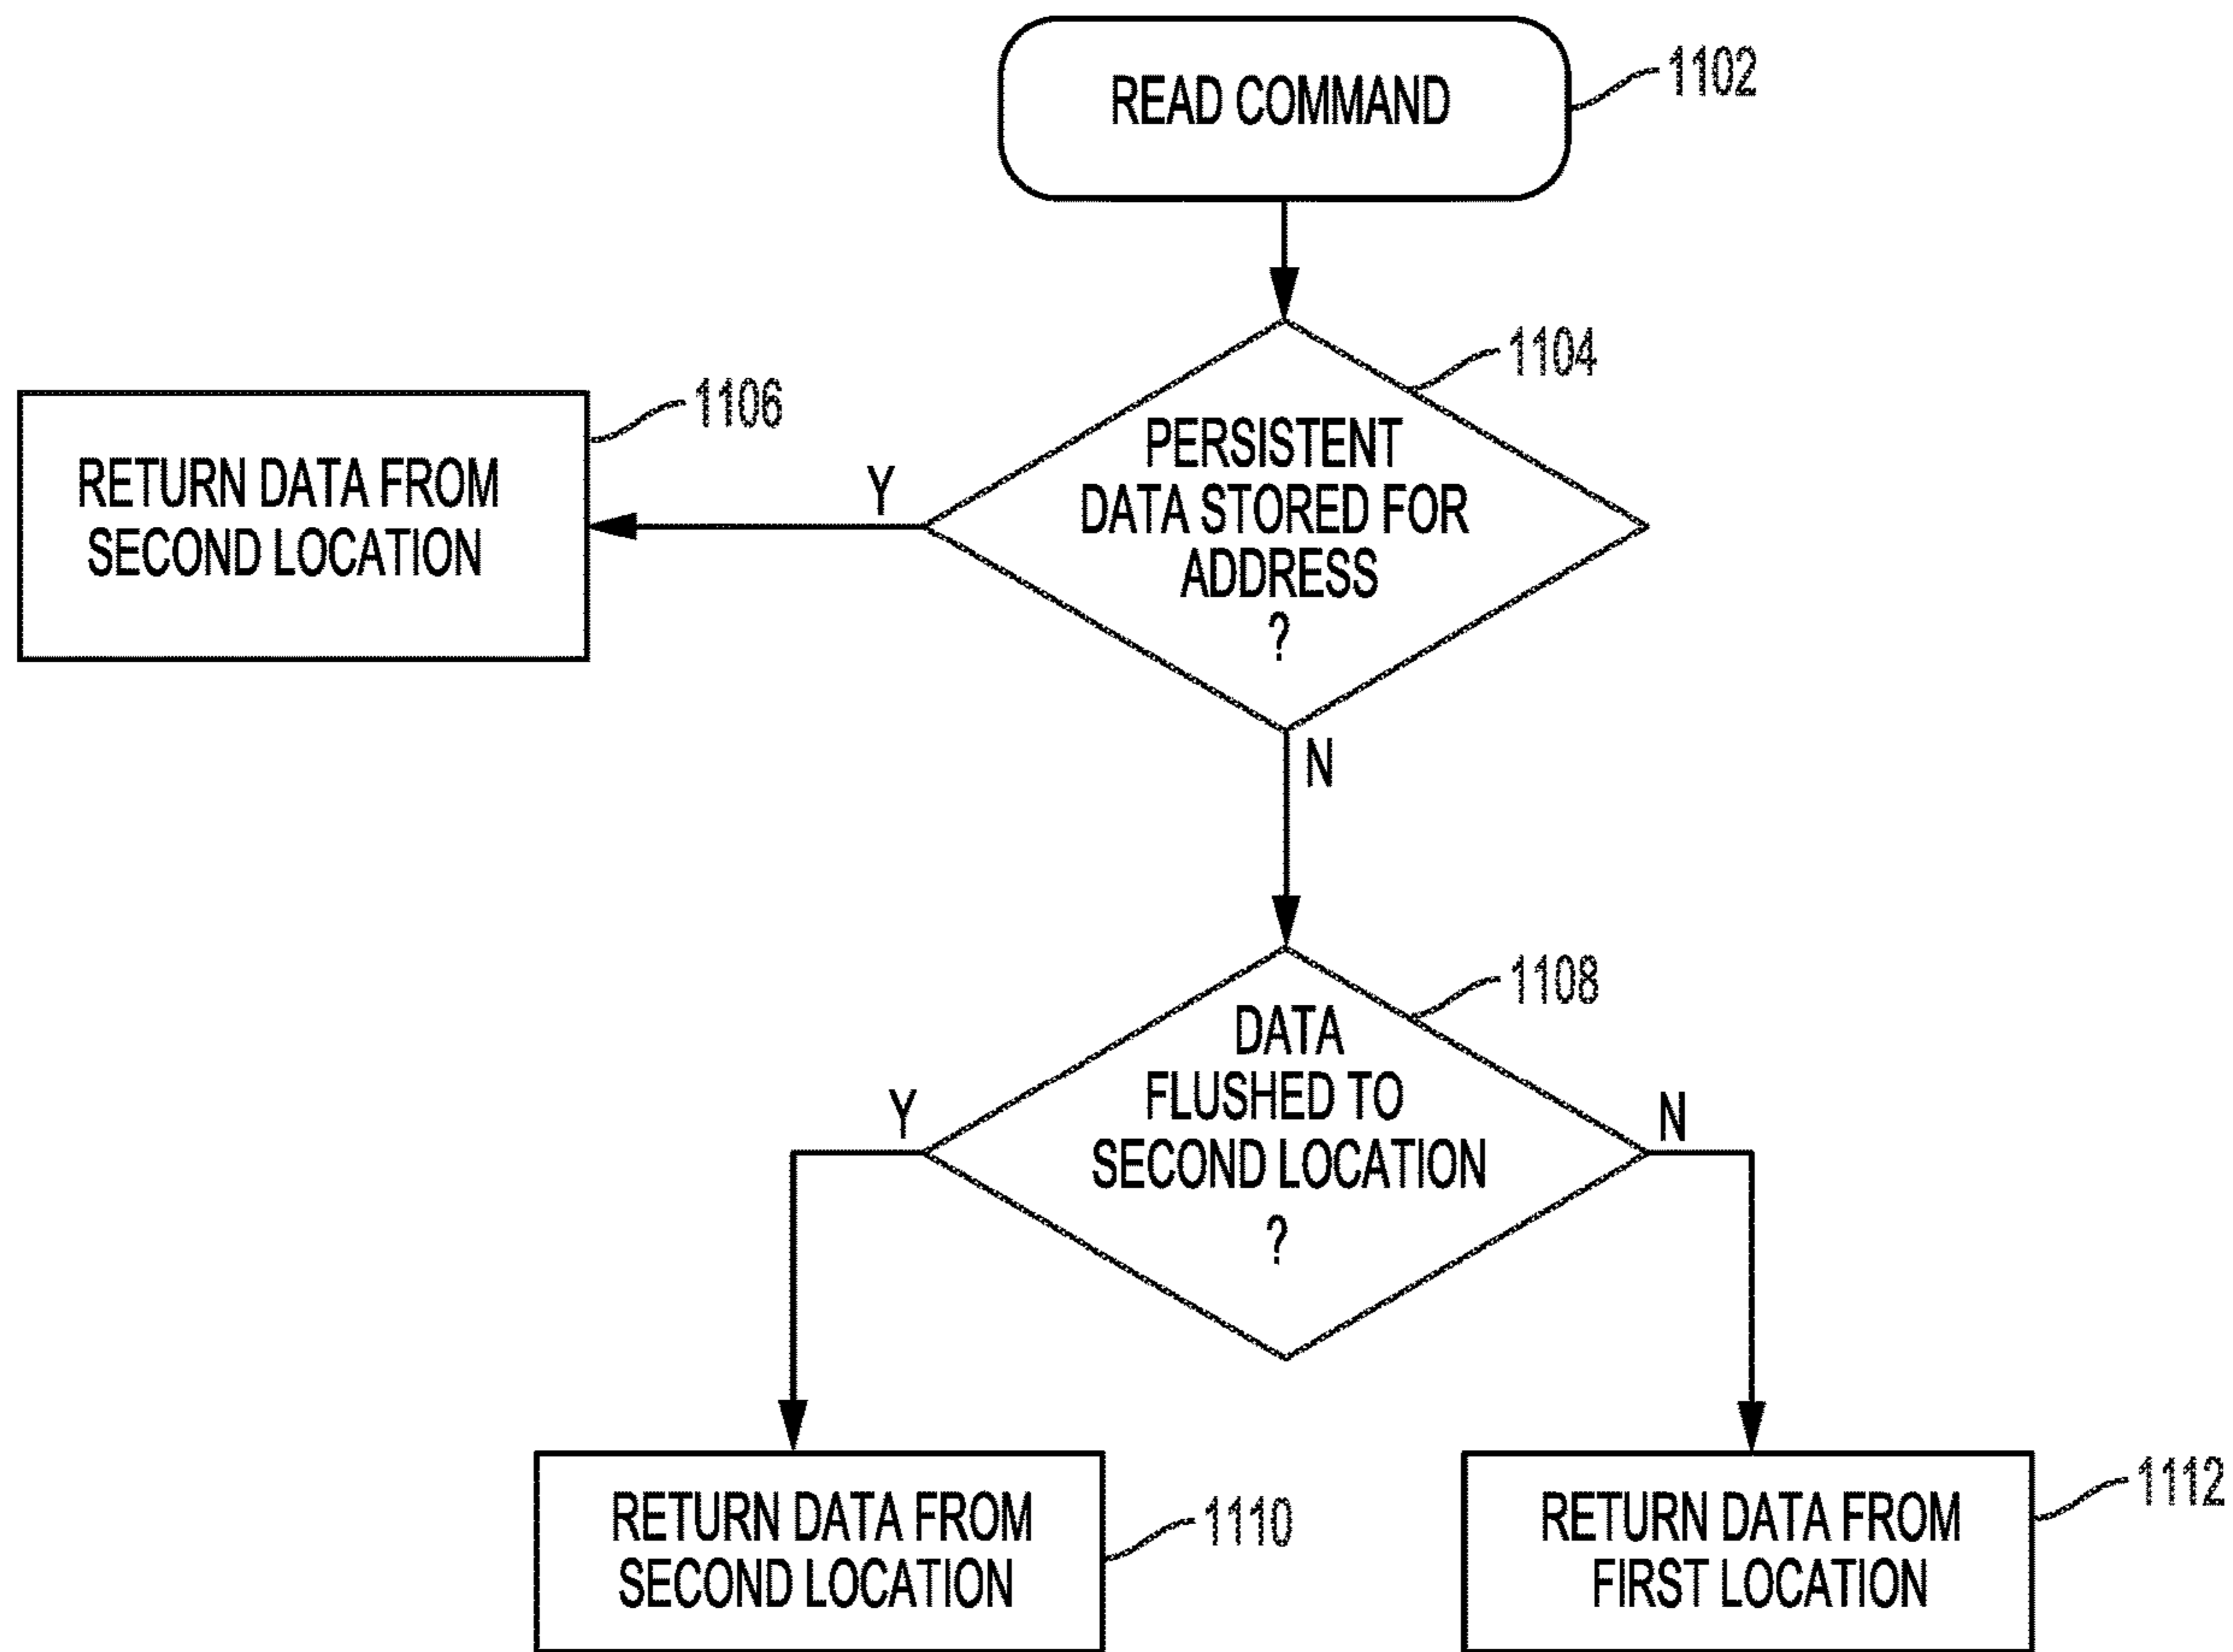 READ COMMAND
1102
1104
PERSISTENT
DATA STORED FOR
ADDRESS
?
Y
N
1106
RETURN DATA FROM
SECOND LOCATION
1108
DATA
FLUSHED TO
SECOND LOCATION
?
Y
N
RETURN DATA FROM
SECOND LOCATION
1110
RETURN DATA FROM
FIRST LOCATION
1112